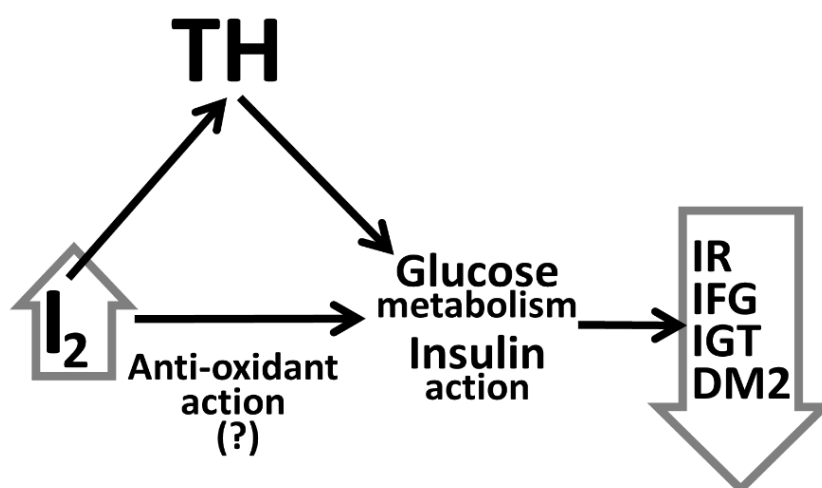 TH
I₂
Anti-oxidant
action
(?)
Glucose
metabolism
Insulin
action
IR
IFG
IGT
DM2